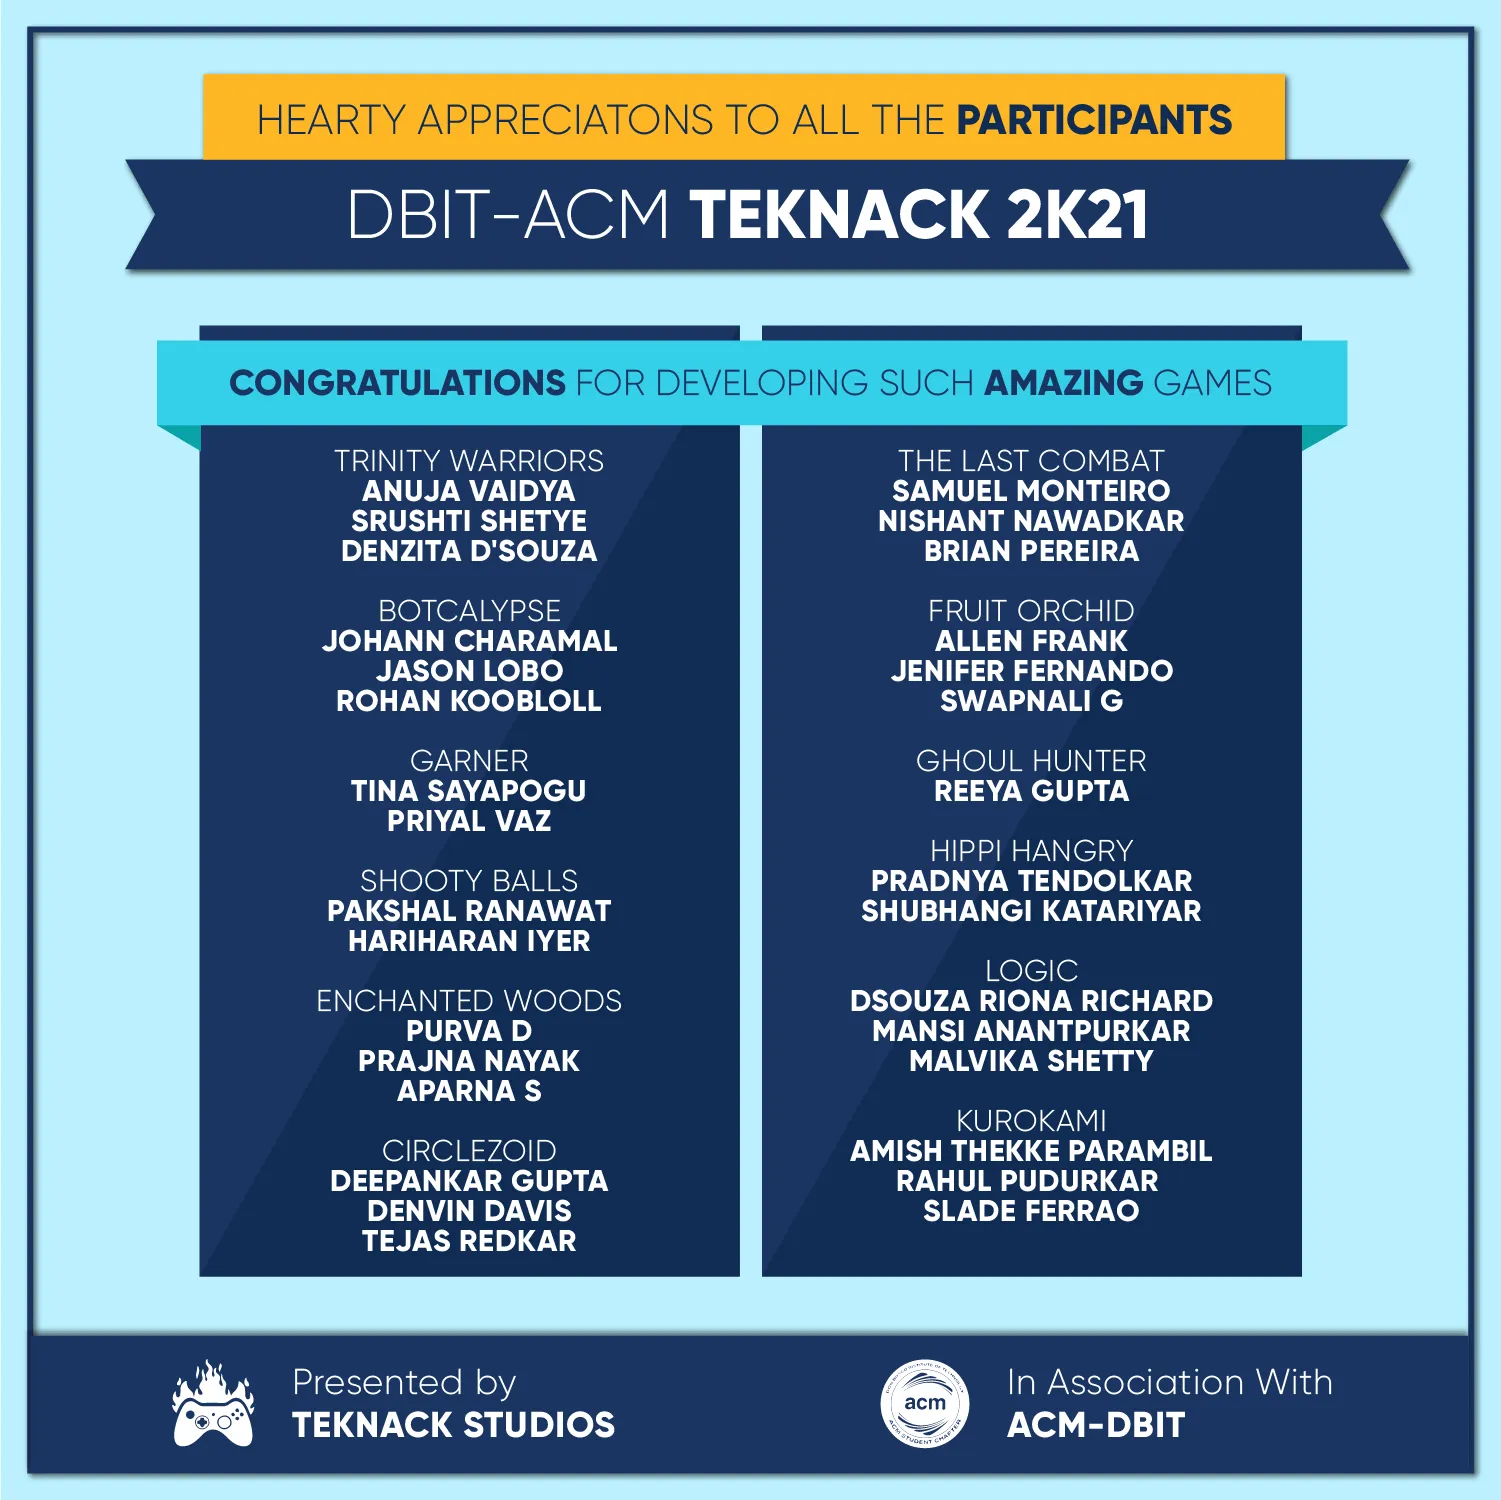 HEARTY APPRECIATONS TO ALL THE PARTICIPANTS
DBIT-ACM TEKNACK 2K21
CONGRATULATIONS FOR DEVELOPING SUCH AMAZING GAMES
TRINITY WARRIORS
ANUJA VAIDYA
SRUSHTI SHETYE
DENZITA D'SOUZA
BOTCALYPSE
JOHANN CHARAMAL
JASON LOBO
ROHAN KOOBLOLL
GARNER
TINA SAYAPOGU
PRIYAL VAZ
SHOOTY BALLS
PAKSHAL RANAWAT
HARIHARAN IYER
ENCHANTED WOODS
PURVA D
PRAJNA NAYAK
APARNA S
CIRCLEZOID
DEEPANKAR GUPTA
DENVIN DAVIS
TEJAS REDKAR
THE LAST COMBAT
SAMUEL MONTEIRO
NISHANT NAWADKAR
BRIAN PEREIRA
FRUIT ORCHID
ALLEN FRANK
JENIFER FERNANDO
SWAPNALI G
GHOUL HUNTER
REEYA GUPTA
HIPPI HANGRY
PRADNYA TENDOLKAR
SHUBHANGI KATARIYAR
LOGIC
DSOUZA RIONA RICHARD
MANSI ANANTPURKAR
MALVIKA SHETTY
KUROKAMI
AMISH THEKKE PARAMBIL
RAHUL PUDURKAR
SLADE FERRAO
Presented by
TEKNACK STUDIOS
acm
ACM STUDENT CHAPTER
In Association With
ACM-DBIT